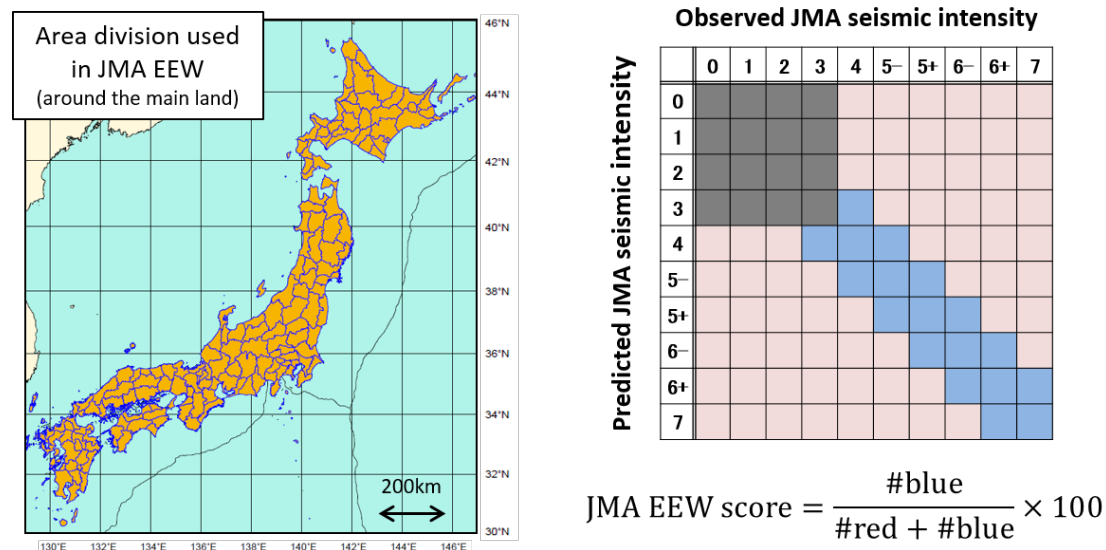 Area division used
in JMA EEW
(around the main land)
46°N
44°N
42°N
40°N
38°N
36°N
34°N
32°N
30°N
200km
130°E 132°E 134°E 136°E 138°E 140°E 142°E 144°E 146°E
Observed JMA seismic intensity
Predicted JMA seismic intensity
0 1 2 3 4 5− 5+ 6− 6+ 7
0
1
2
3
4
5−
5+
6−
6+
7
JMA EEW score = #blue / #red + #blue × 100